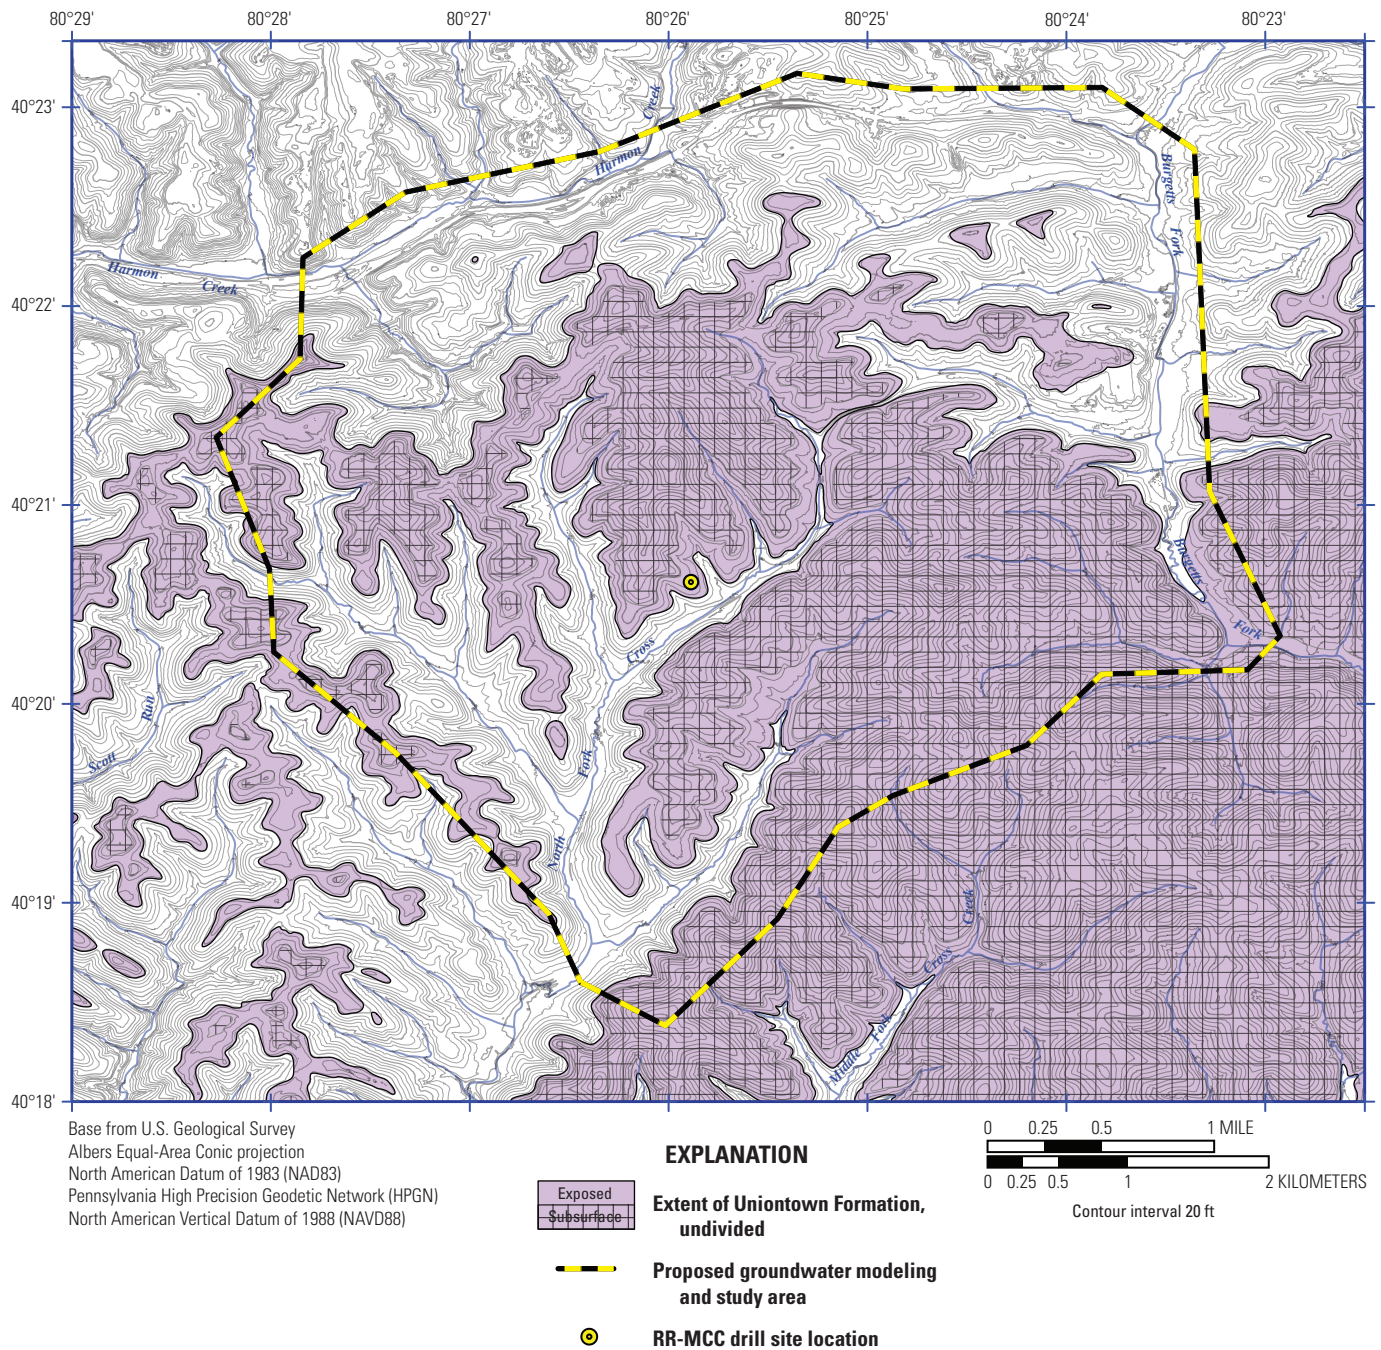 80°29' 80°28' 80°27' 80°26' 80°25' 80°24' 80°23'
40°23'
40°22'
40°21'
40°20'
40°19'
40°18'
Creek
Harmon
Burgetts
Fork
Harmon
Creek
Burgetts
Fork
Cross
Fork
North
Scott
Run
Creek
Cross
Fork
Middle
Base from U.S. Geological Survey
Albers Equal-Area Conic projection
North American Datum of 1983 (NAD83)
Pennsylvania High Precision Geodetic Network (HPGN)
North American Vertical Datum of 1988 (NAVD88)
EXPLANATION
Exposed
Subsurface
Extent of Uniontown Formation,
undivided
Proposed groundwater modeling
and study area
RR-MCC drill site location
0 0.25 0.5 1 MILE
0 0.25 0.5 1 2 KILOMETERS
Contour interval 20 ft